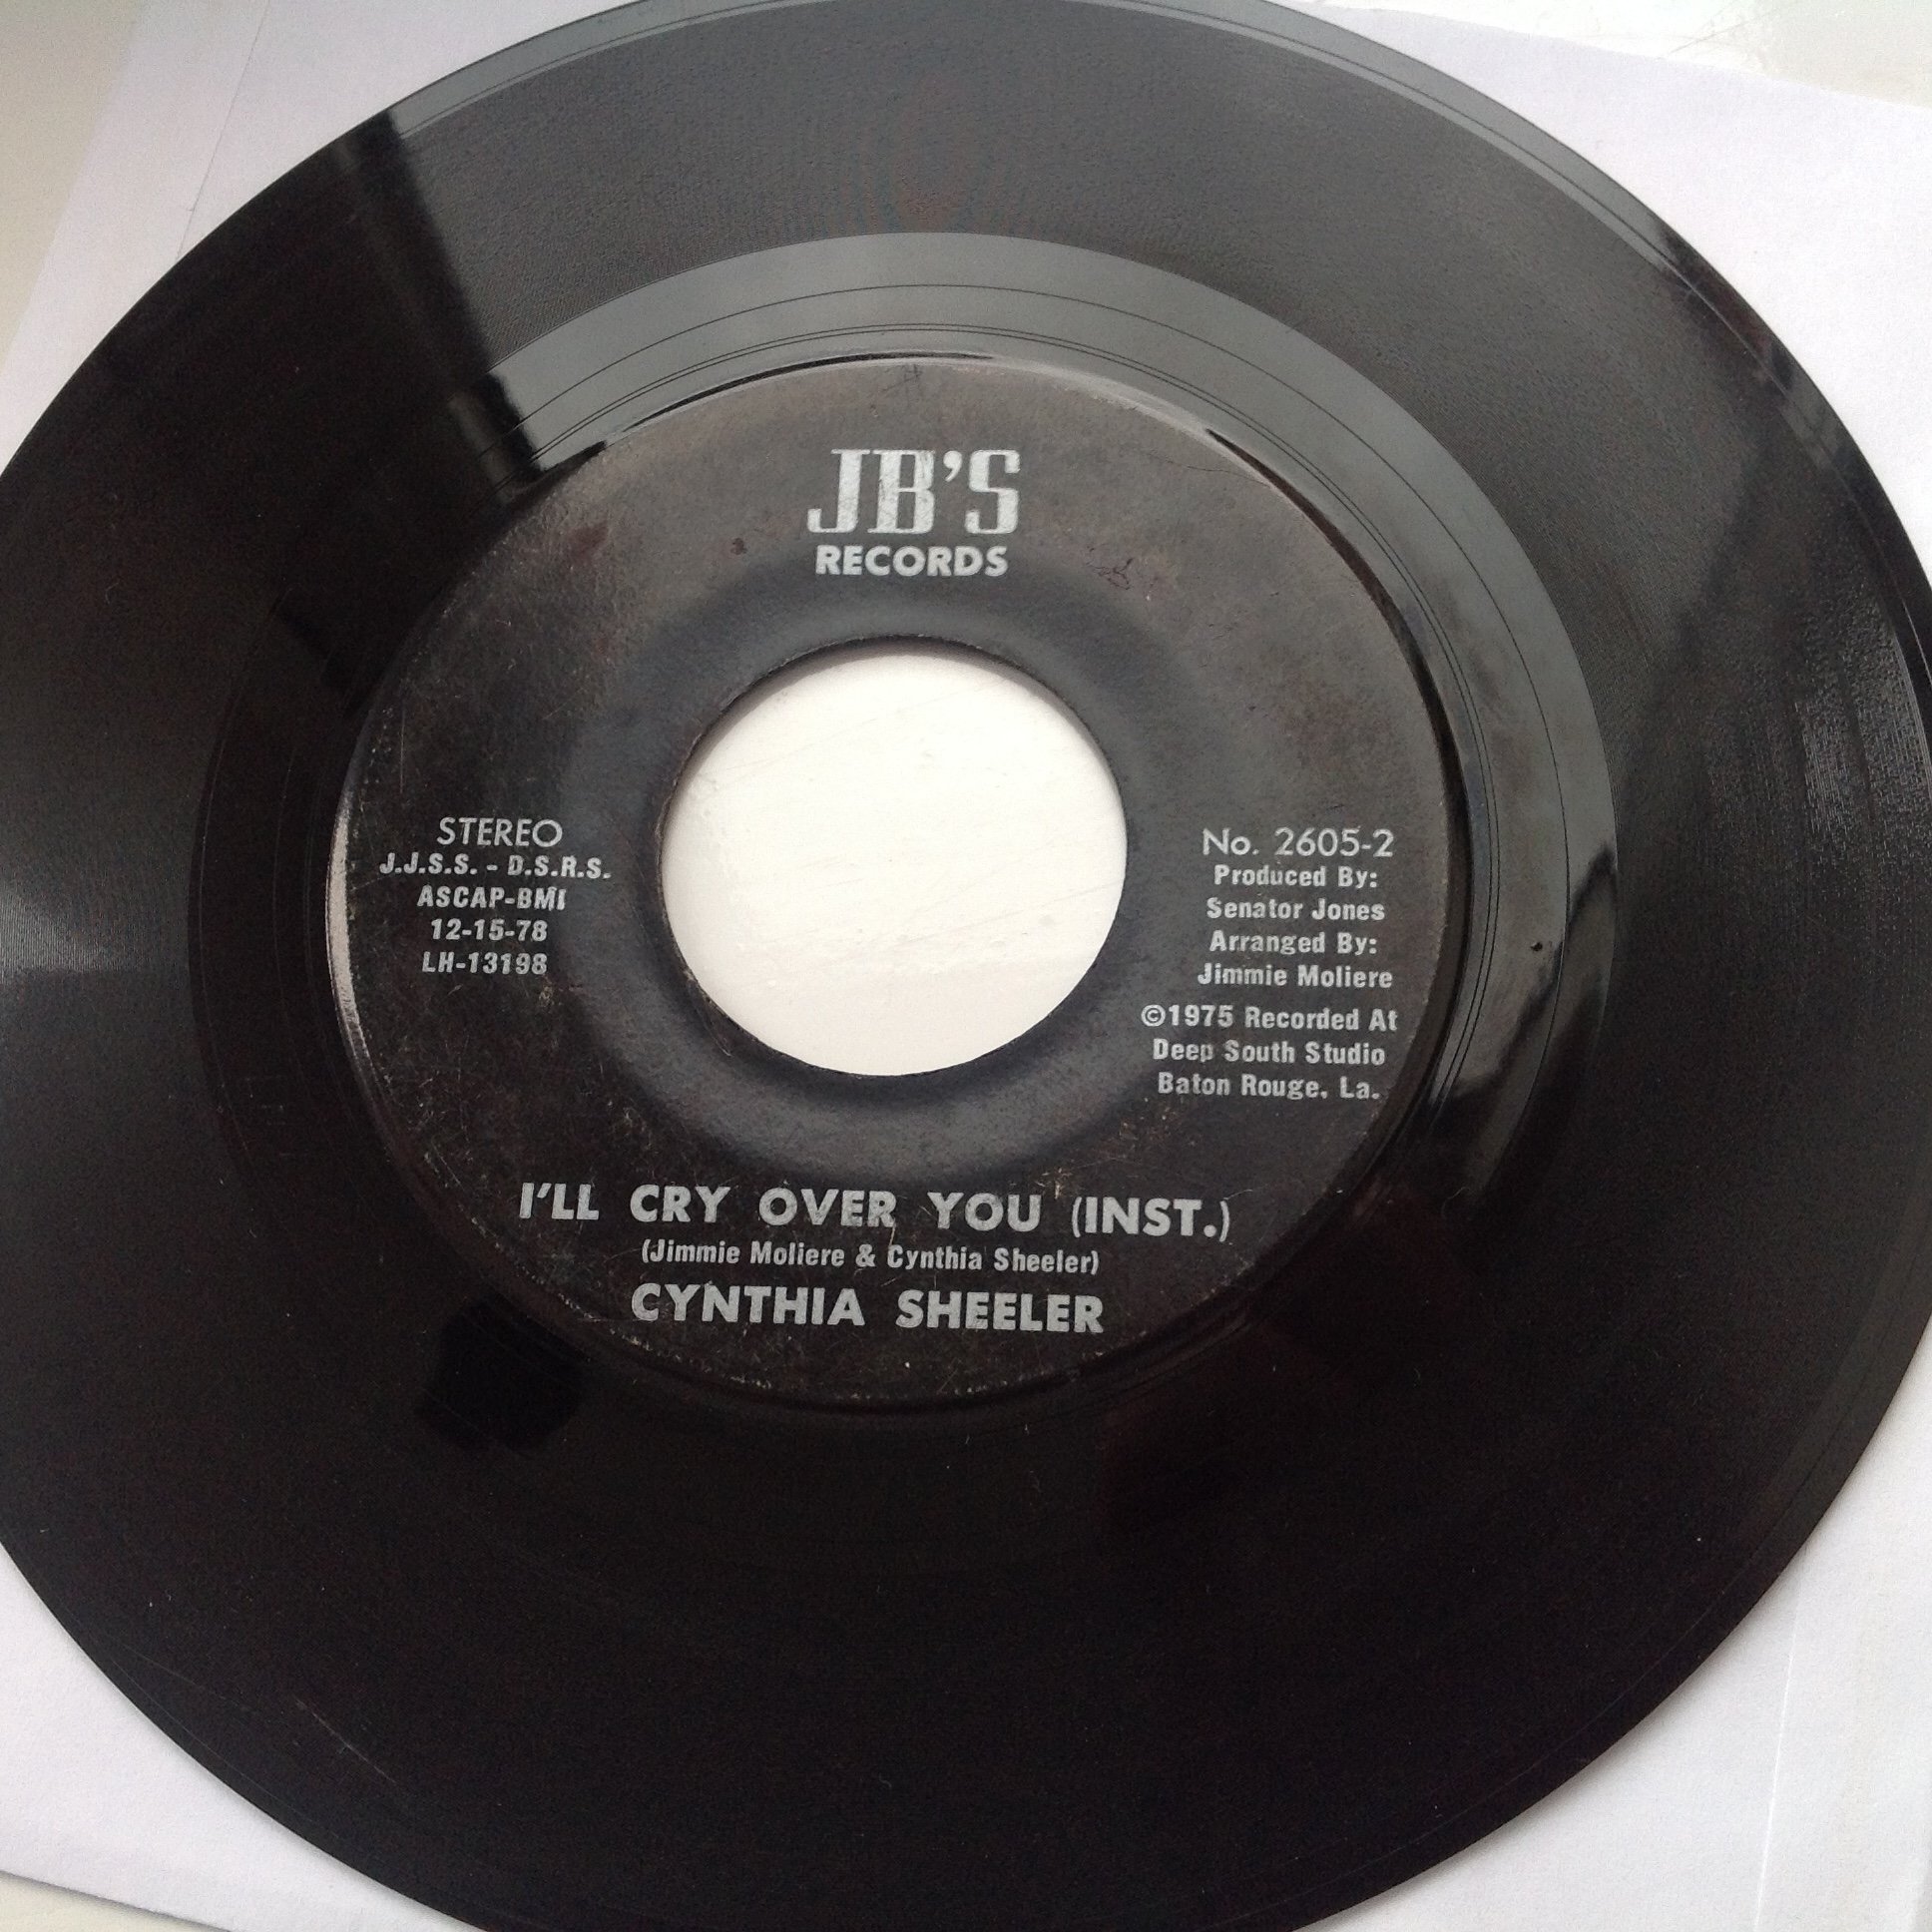 JB'S
RECORDS
STEREO
J.J.S.S. - D.S.R.S.
ASCAP-BMI
12-15-78
LH-13198
No. 2605-2
Produced By:
Senator Jones
Arranged By:
Jimmie Moliere
©1975 Recorded At
Deep South Studio
Baton Rouge, La.
I'LL CRY OVER YOU (INST.)
(Jimmie Moliere & Cynthia Sheeler)
CYNTHIA SHEELER